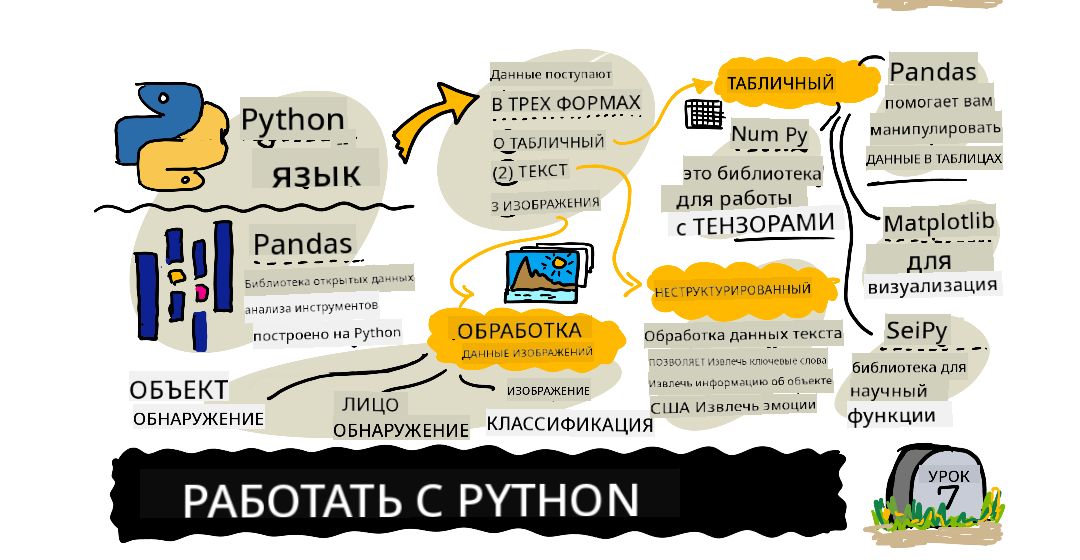 Python
язык
Pandas
Библиотека открытых данных
анализа инструментов
построено на Python
Данные поступают
В ТРЕХ ФОРМАХ
О ТАБЛИЧНЫЙ
(2) ТЕКСТ
3 ИЗОБРАЖЕНИЯ
ТАБЛИЧНЫЙ
Num Py
это библиотека
для работы
с ТЕНЗОРАМИ
Pandas
помогает вам
манипулировать
ДАННЫЕ В ТАБЛИЦАХ
Matplotlib
для
визуализация
SeiPy
библиотека для
научный
функции
НЕСТРУКТУРИРОВАННЫЙ
Обработка данных текста
ПОЗВОЛЯЕТ Извлечь ключевые слова
Извлечь информацию об объекте
США Извлечь эмоции
ОБРАБОТКА
ДАННЫЕ ИЗОБРАЖЕНИЙ
ОБЪЕКТ
ОБНАРУЖЕНИЕ
ЛИЦО
ОБНАРУЖЕНИЕ
ИЗОБРАЖЕНИЕ
КЛАССИФИКАЦИЯ
РАБОТАТЬ С PYTHON
УРОК
7